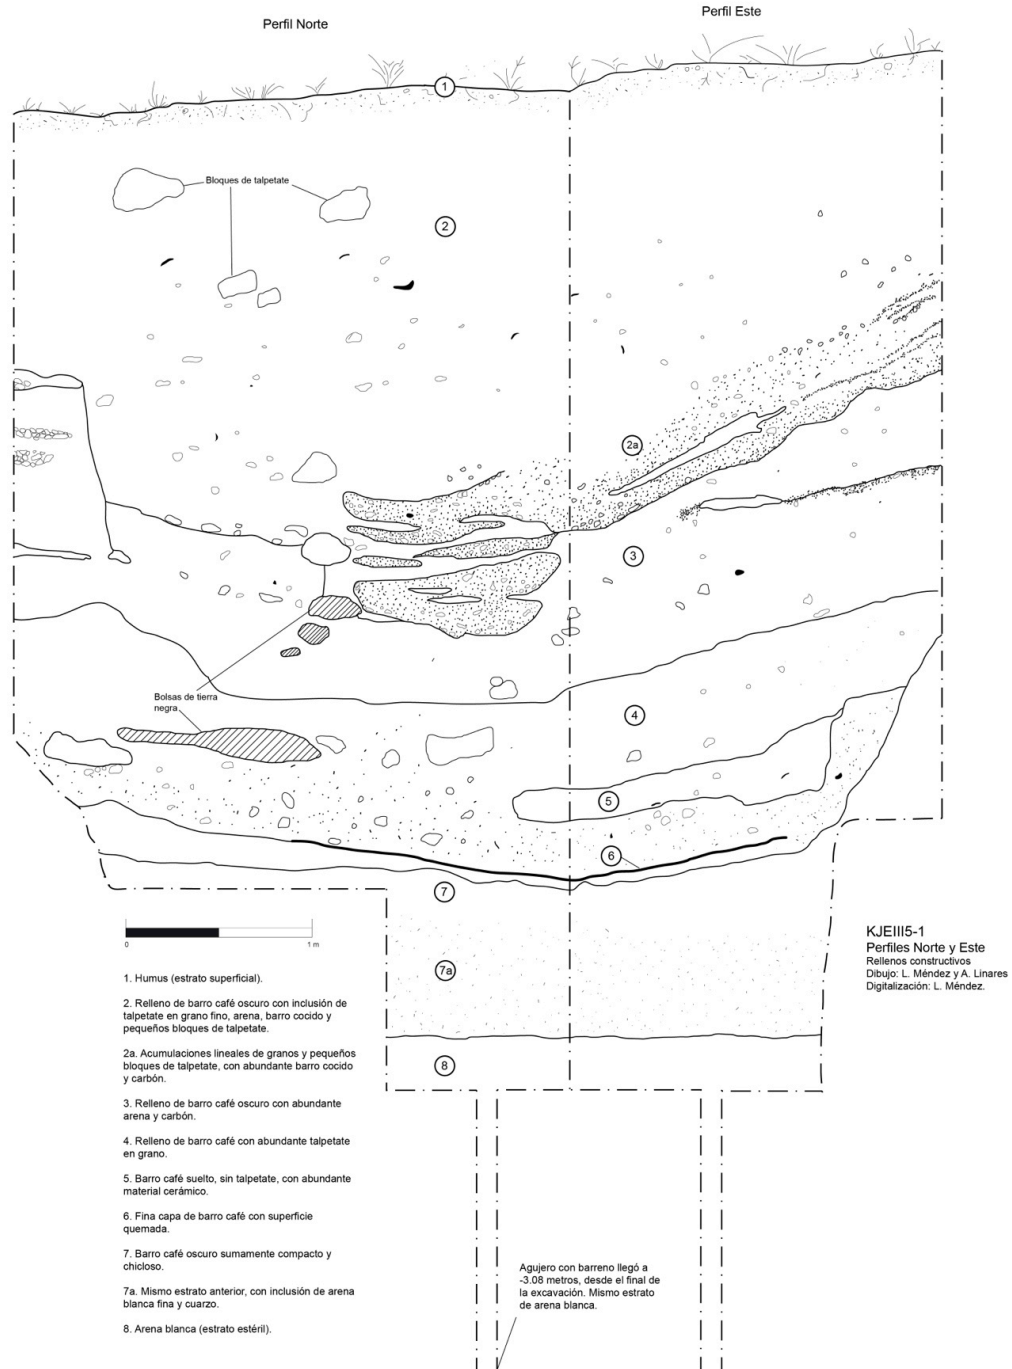 Perfil Norte
Perfil Este
1
Bloques de talpetate
2
2a
3
Bolsas de tierra
negra
4
5
6
7
7a
8
0
1 m
KJEIII5-1
Perfiles Norte y Este
Rellenos constructivos
Dibujo: L. Méndez y A. Linares
Digitalización: L. Méndez.
1. Humus (estrato superficial).
2. Relleno de barro café oscuro con inclusión de
talpetate en grano fino, arena, barro cocido y
pequeños bloques de talpetate.
2a. Acumulaciones lineales de granos y pequeños
bloques de talpetate, con abundante barro cocido
y carbón.
3. Relleno de barro café oscuro con abundante
arena y carbón.
4. Relleno de barro café con abundante talpetate
en grano.
5. Barro café suelto, sin talpetate, con abundante
material cerámico.
6. Fina capa de barro café con superficie
quemada.
7. Barro café oscuro sumamente compacto y
chicloso.
7a. Mismo estrato anterior, con inclusión de arena
blanca fina y cuarzo.
8. Arena blanca (estrato estéril).
Agujero con barreno llegó a
-3.08 metros, desde el final de
la excavación. Mismo estrato
de arena blanca.